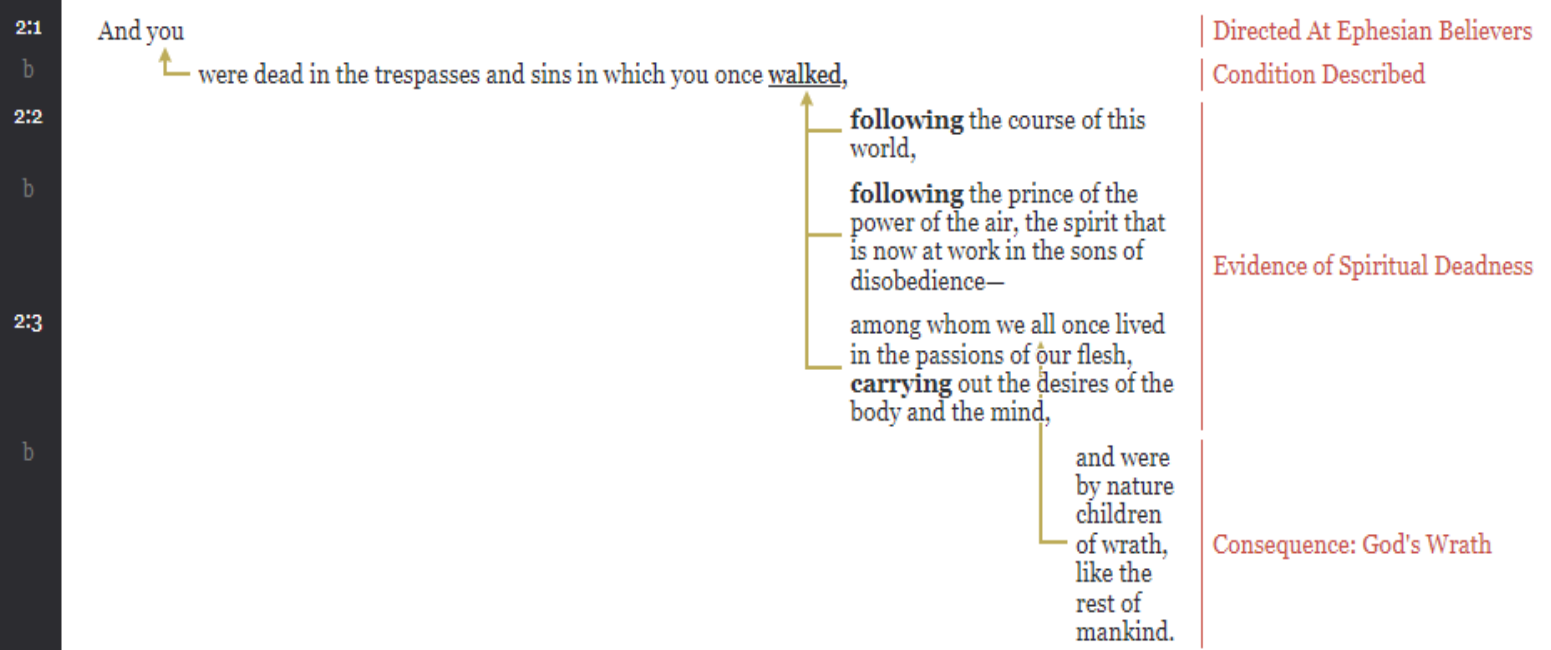 2:1 And you Directed At Ephesian Believers
b were dead in the trespasses and sins in which you once walked, Condition Described
2:2 following the course of this
world,
b following the prince of the
power of the air, the spirit that
is now at work in the sons of
Evidence of Spiritual Deadness
disobedience—
2:3 among whom we all once lived
in the passions of our flesh,
carrying out the desires of the
body and the mind,
b and were
by nature
children
of wrath, Consequence: God's Wrath
like the
rest of
mankind.